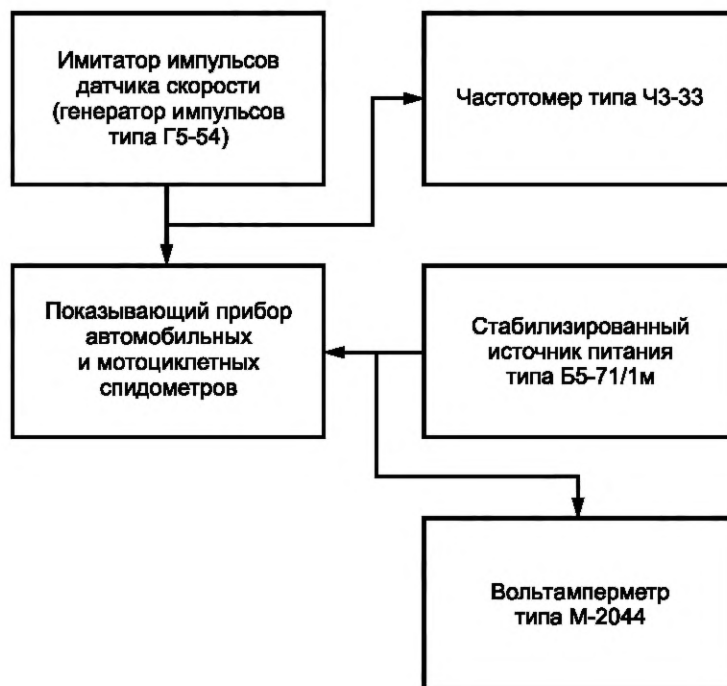 Имитатор импульсов
датчика скорости
(генератор импульсов
типа Г5-54)
Частотомер типа Ч3-33
Показывающий прибор
автомобильных
и мотоциклетных
спидометров
Стабилизированный
источник питания
типа Б5-71/1м
Вольтамперметр
типа М-2044